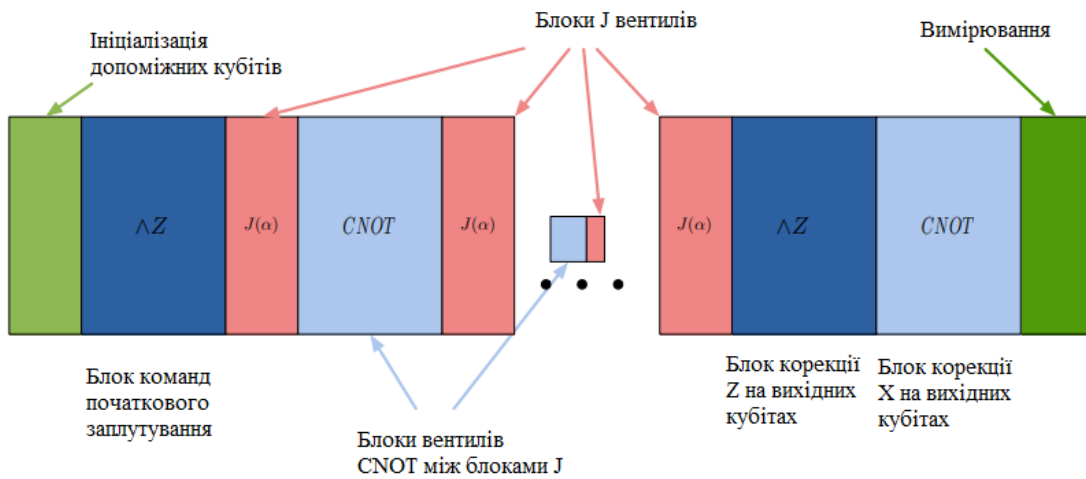 Блоки J вентилів
Ініціалізація
допоміжних кубітів
Вимірювання
∧Z
J(α)
CNOT
J(α)
J(α)
∧Z
CNOT
Блок команд
початкового
заплутування
Блоки вентилів
CNOT між блоками J
Блок корекції
Z на вихідних
кубітах
Блок корекції
X на вихідних
кубітах